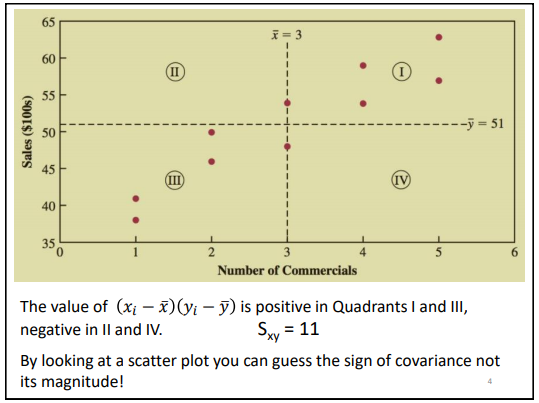 65
60
55
50
45
40
35
Sales ($100s)
x̄ = 3
II
I
ȳ = 51
III
IV
0 1 2 3 4 5 6
Number of Commercials
The value of (xᵢ − x̄)(yᵢ − ȳ) is positive in Quadrants I and III,
negative in II and IV. Sxy = 11
By looking at a scatter plot you can guess the sign of covariance not
its magnitude!
4